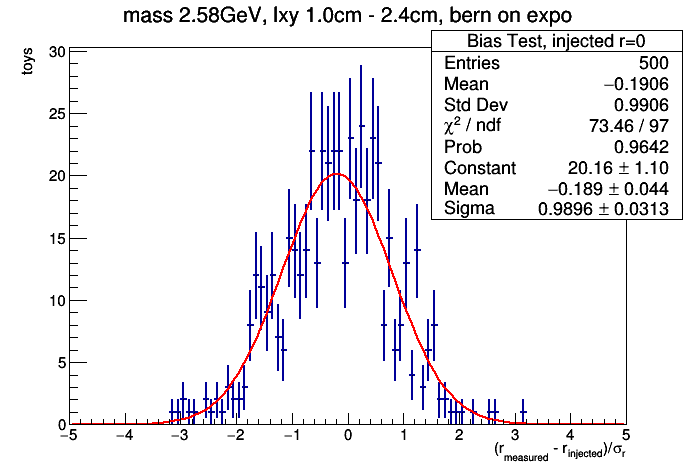 mass 2.58GeV, lxy 1.0cm - 2.4cm, bern on expo
Bias Test, injected r=0
Entries 500
Mean −0.1906
Std Dev 0.9906
χ² / ndf 73.46 / 97
Prob 0.9642
Constant 20.16 ± 1.10
Mean −0.189 ± 0.044
Sigma 0.9896 ± 0.0313
toys
30
25
20
15
10
5
0
−5 −4 −3 −2 −1 0 1 2 3 4 5
(r_measured - r_injected)/σ_r